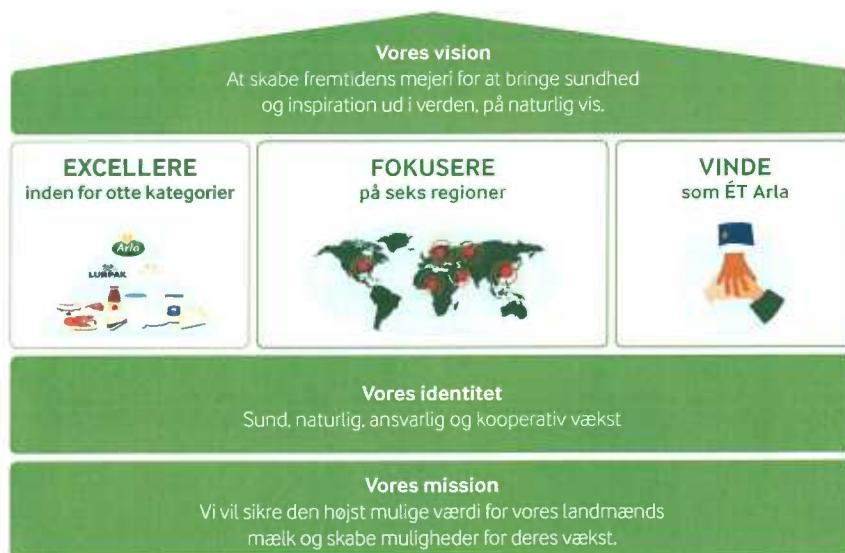 Vores vision
At skabe fremtidens mejeri for at bringe sundhed
og inspiration ud i verden, på naturlig vis.
EXCELLERE
inden for otte kategorier
Arla
LURPAK
FOKUSERE
på seks regioner
VINDE
som ÉT Arla
Vores identitet
Sund, naturlig, ansvarlig og kooperativ vækst
Vores mission
Vi vil sikre den højst mulige værdi for vores landmænds
mælk og skabe muligheder for deres vækst.